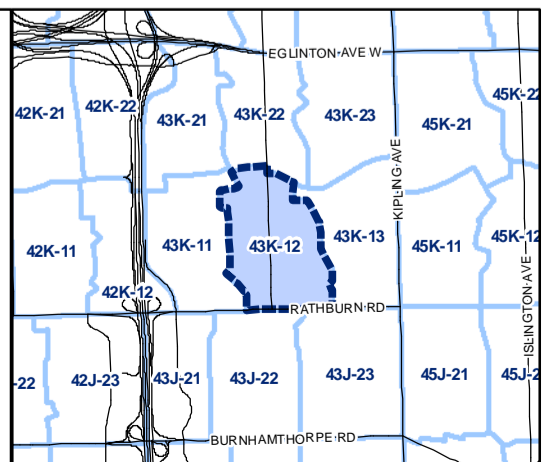 EGLINTON AVE W
45K-22
42K-21
42K-22
43K-21
43K-22
43K-23
45K-21
KIPLING AVE
42K-11
43K-11
43K-12
43K-13
45K-11
45K-12
42K-12
RATHBURN RD
ISLINGTON AVE
-22
42J-23
43J-21
43J-22
43J-23
45J-21
45J-2
BURNHAMTHORPE RD